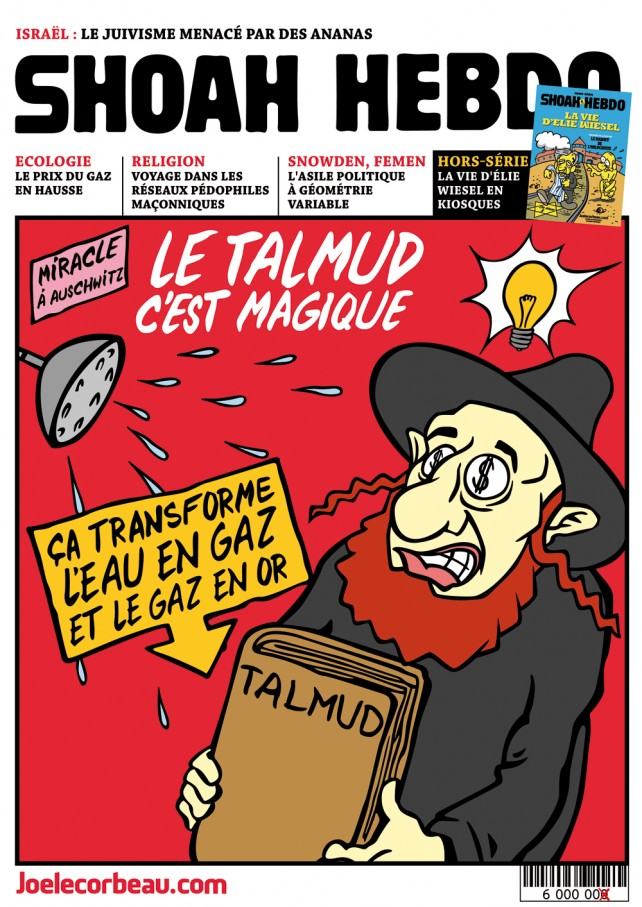 ISRAËL : LE JUIVISME MENACÉ PAR DES ANANAS
SHOAH HEBDO
ECOLOGIE
LE PRIX DU GAZ
EN HAUSSE
RELIGION
VOYAGE DANS LES
RÉSEAUX PÉDOPHILES
MAÇONNIQUES
SNOWDEN, FEMEN
L'ASILE POLITIQUE
À GÉOMÉTRIE
VARIABLE
HORS-SÉRIE
LA VIE D'ÉLIE
WIESEL EN
KIOSQUES
SHOAH HEBDO
LA VIE
D'ELIE WIESEL
MIRACLE
À AUSCHWITZ
LE TALMUD
C'EST MAGIQUE
ÇA TRANSFORME
L'EAU EN GAZ
ET LE GAZ EN OR
$ $
TALMUD
Joelecorbeau.com
6 000 000